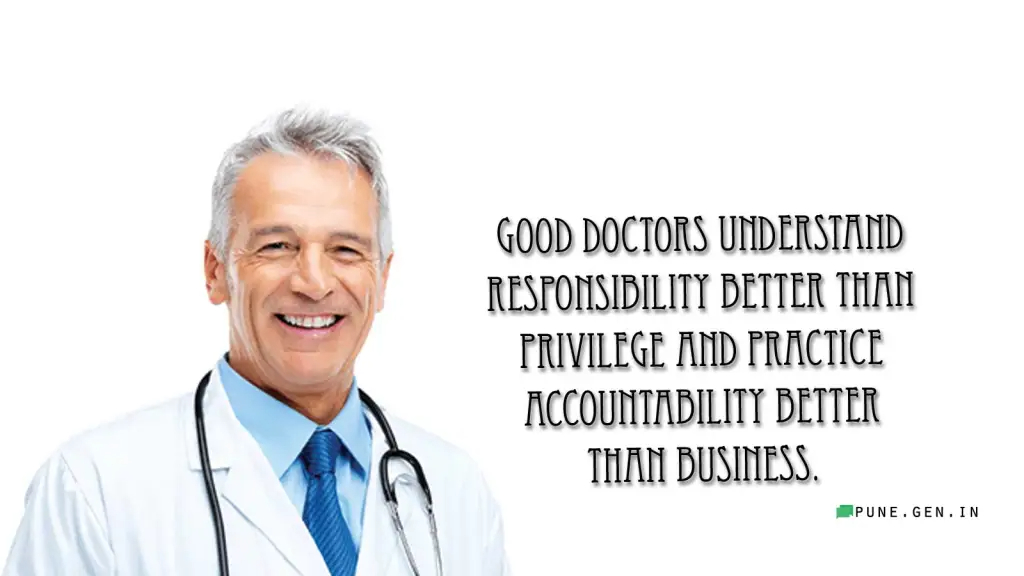 GOOD DOCTORS UNDERSTAND
RESPONSIBILITY BETTER THAN
PRIVILEGE AND PRACTICE
ACCOUNTABILITY BETTER
THAN BUSINESS.
PUNE.GEN.IN